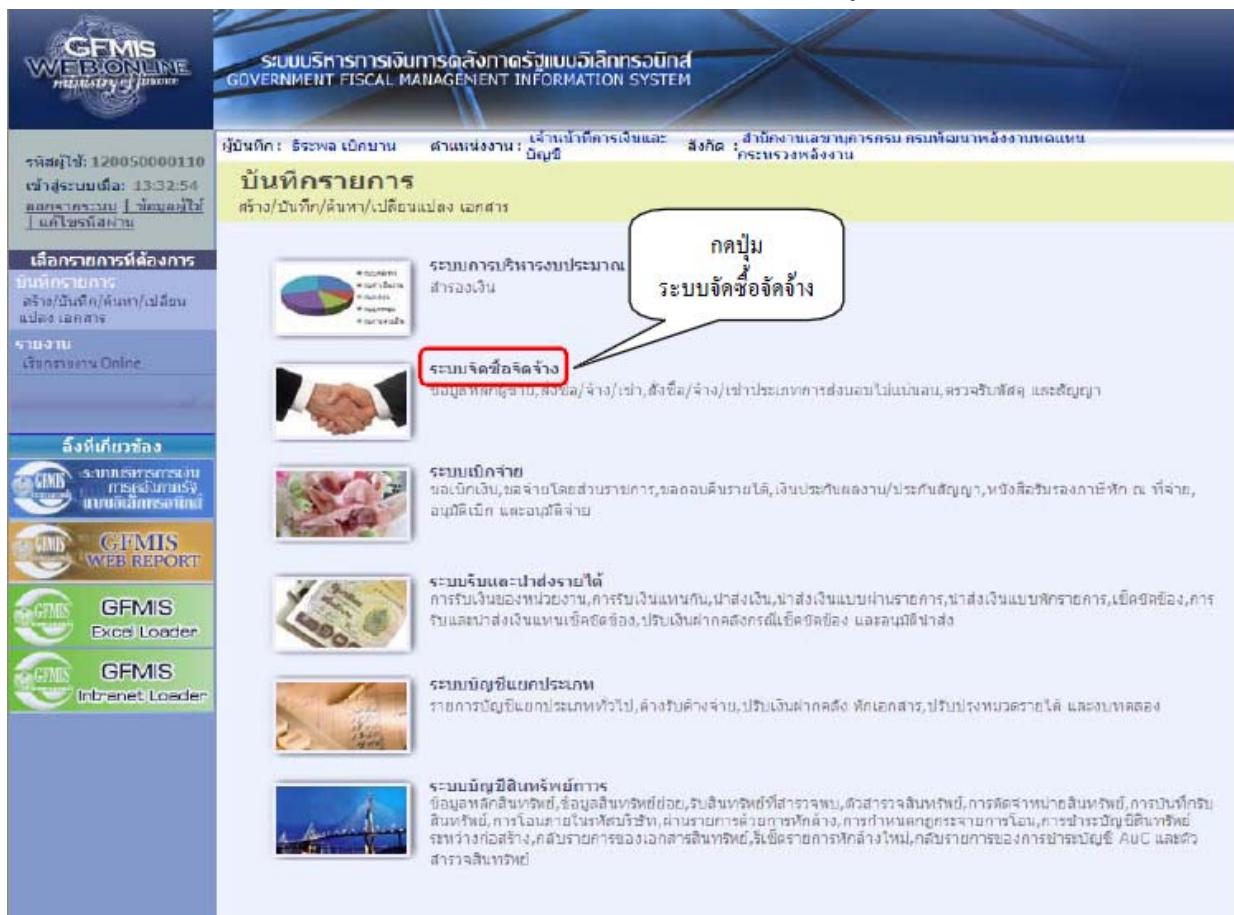 GFMIS
WEB ONLINE
ministry of finance
ระบบบริหารการเงินการคลังภาครัฐแบบอิเล็กทรอนิกส์
GOVERNMENT FISCAL MANAGEMENT INFORMATION SYSTEM
รหัสผู้ใช้: 120050000110
เข้าสู่ระบบเมื่อ: 13:32:54
ออกจากระบบ | ข้อมูลผู้ใช้
| แก้ไขรหัสผ่าน
ผู้บันทึก : ธีระพล เบิกบาน ตำแหน่งงาน : เจ้าหน้าที่การเงินและ
บัญชี
สังกัด : สำนักงานเลขานุการกรม กรมพัฒนาพลังงานทดแทน
กระทรวงพลังงาน
บันทึกรายการ
สร้าง/บันทึก/ค้นหา/เปลี่ยนแปลง เอกสาร
เลือกรายการที่ต้องการ
บันทึกรายการ
สร้าง/บันทึก/ค้นหา/เปลี่ยน
แปลง เอกสาร
รายงาน
เรียกรายงาน Online
ลิ้งที่เกี่ยวข้อง
GFMIS
ระบบบริหารการเงิน
การคลังภาครัฐ
แบบอิเล็กทรอนิกส์
GFMIS
GFMIS
WEB REPORT
GFMIS
GFMIS
Excel Loader
GFMIS
GFMIS
Intranet Loader
กดปุ่ม
ระบบจัดซื้อจัดจ้าง
ระบบการบริหารงบประมาณ
สำรองเงิน
ระบบจัดซื้อจัดจ้าง
ข้อมูลหลักผู้ขาย,สั่งซื้อ/จ้าง/เช่า,สั่งซื้อ/จ้าง/เช่าประเภทการส่งมอบไม่แน่นอน,ตรวจรับพัสดุ และสัญญา
ระบบเบิกจ่าย
ขอเบิกเงิน,ขอจ่ายโดยส่วนราชการ,ขอถอนคืนรายได้,เงินประกันผลงาน/ประกันสัญญา,หนังสือรับรองภาษีหัก ณ ที่จ่าย,
อนุมัติเบิก และอนุมัติจ่าย
ระบบรับและนำส่งรายได้
การรับเงินของหน่วยงาน,การรับเงินแทนกัน,นำส่งเงิน,นำส่งเงินแบบผ่านรายการ,นำส่งเงินแบบพักรายการ,เช็คขัดข้อง,การ
รับและนำส่งเงินแทนเช็คขัดข้อง,ปรับเงินฝากคลังกรณีเช็คขัดข้อง และอนุมัตินำส่ง
ระบบบัญชีแยกประเภท
รายการบัญชีแยกประเภททั่วไป,ค้างรับค้างจ่าย,ปรับเงินฝากคลัง พักเอกสาร,ปรับปรุงหมวดรายได้ และงบทดลอง
ระบบบัญชีสินทรัพย์ถาวร
ข้อมูลหลักสินทรัพย์,ข้อมูลสินทรัพย์ย่อย,รับสินทรัพย์ที่สำรวจพบ,ตัวสำรวจสินทรัพย์,การตัดจำหน่ายสินทรัพย์,การบันทึกรับ
สินทรัพย์,การโอนภายในรหัสบริษัท,ผ่านรายการด้วยการหักล้าง,การกำหนดกฎกระจายการโอน,การชำระบัญชีสินทรัพย์
ระหว่างก่อสร้าง,กลับรายการของเอกสารสินทรัพย์,รีเซ็ตรายการหักล้างใหม่,กลับรายการของการชำระบัญชี AUC และตัว
สำรวจสินทรัพย์